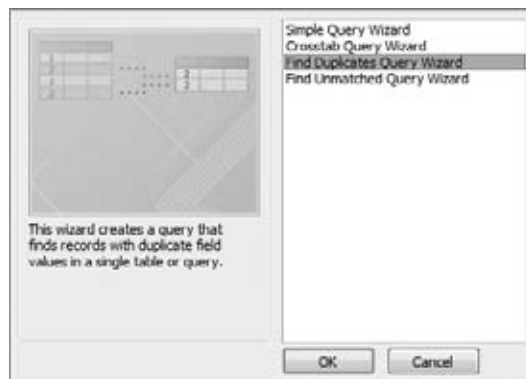 Simple Query Wizard
Crosstab Query Wizard
Find Duplicates Query Wizard
Find Unmatched Query Wizard
This wizard creates a query that
finds records with duplicate field
values in a single table or query.
OK
Cancel